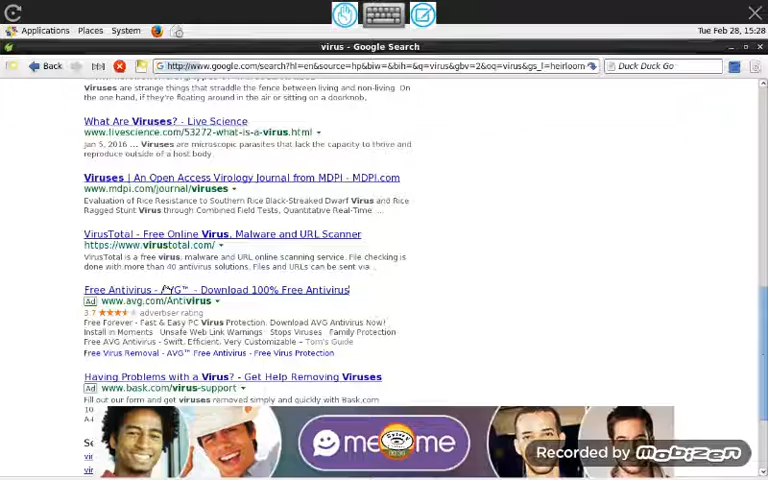 Applications Places System
Tue Feb 28, 15:28
virus - Google Search
Back
http://www.google.com/search?hl=en&source=hp&biw=&bih=&q=virus&gbv=2&oq=virus&gs_l=heirloom
Duck Duck Go
Viruses are strange things that straddle the fence between living and non-living. On
the one hand, if they're floating around in the air or sitting on a doorknob,
What Are Viruses? - Live Science
www.livescience.com/53272-what-is-a-virus.html
Jan 5, 2016 ... Viruses are microscopic parasites that lack the capacity to thrive and
reproduce outside of a host body.
Viruses | An Open Access Virology Journal from MDPI - MDPI.com
www.mdpi.com/journal/viruses
Evaluation of Rice Resistance to Southern Rice Black-Streaked Dwarf Virus and Rice
Ragged Stunt Virus through Combined Field Tests, Quantitative Real-Time ...
VirusTotal - Free Online Virus, Malware and URL Scanner
https://www.virustotal.com/
VirusTotal is a free virus, malware and URL online scanning service. File checking is
done with more than 40 antivirus solutions. Files and URLs can be sent via...
Free Antivirus - AVG™ - Download 100% Free Antivirus
Ad www.avg.com/Antivirus
3.7 advertiser rating
Free Forever - Fast & Easy PC Virus Protection. Download AVG Antivirus Now!
Install in Moments · Unsafe Web Link Warnings · Stops Viruses · Family Protection
Free AVG Antivirus - Swift, Efficient, Very Customizable – Tom's Guide
Free Virus Removal - AVG™ Free Antivirus - Free Virus Protection
Having Problems with a Virus? - Get Help Removing Viruses
Ad www.bask.com/virus-support
Fill out our form and get viruses removed simply and quickly with Bask.com
10
Se
vir
vir
me me
Recorded by
mobizen